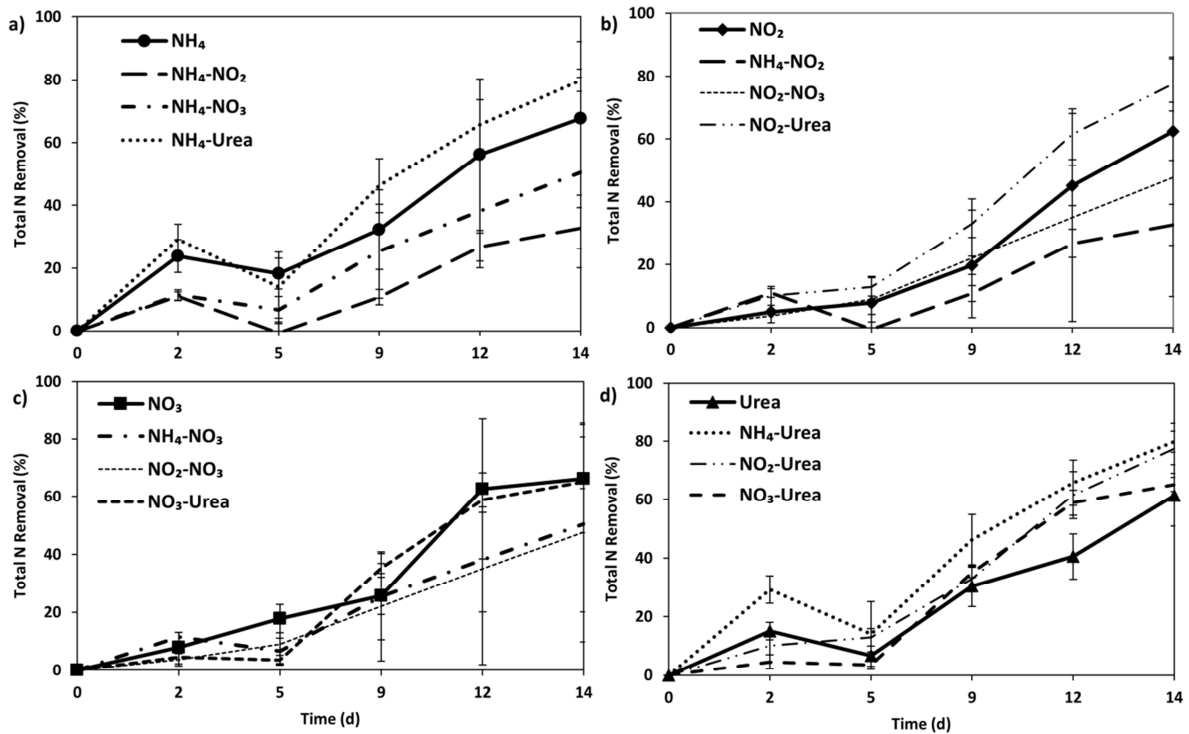 a)
NH₄
NH₄-NO₂
NH₄-NO₃
NH₄-Urea
Total N Removal (%)
100
80
60
40
20
0
0 2 5 9 12 14
b)
NO₂
NH₄-NO₂
NO₂-NO₃
NO₂-Urea
Total N Removal (%)
100
80
60
40
20
0
0 2 5 9 12 14
c)
NO₃
NH₄-NO₃
NO₂-NO₃
NO₃-Urea
Total N Removal (%)
100
80
60
40
20
0
0 2 5 9 12 14
Time (d)
d)
Urea
NH₄-Urea
NO₂-Urea
NO₃-Urea
Total N Removal (%)
100
80
60
40
20
0
0 2 5 9 12 14
Time (d)